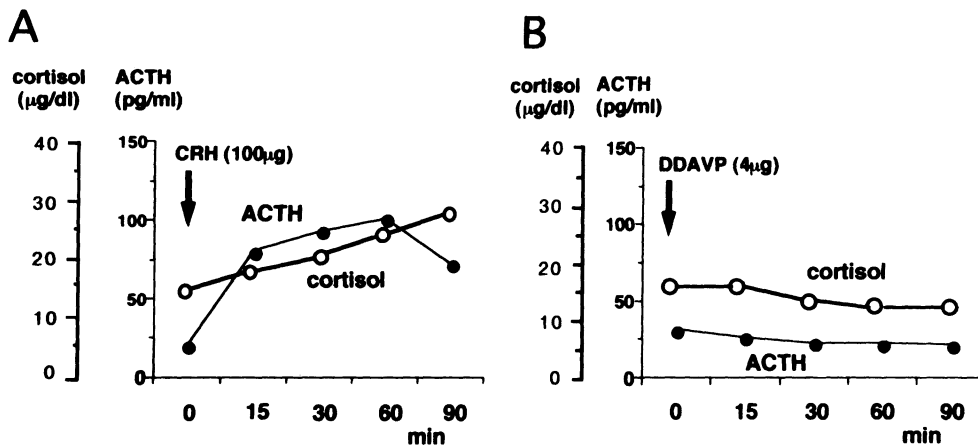 A
cortisol ACTH
(μg/dl) (pg/ml)
40
30
20
10
0
150
100
50
0
CRH (100μg)
ACTH
cortisol
0 15 30 60 90
min
B
cortisol ACTH
(μg/dl) (pg/ml)
40
30
20
10
0
150
100
50
0
DDAVP (4μg)
cortisol
ACTH
0 15 30 60 90
min